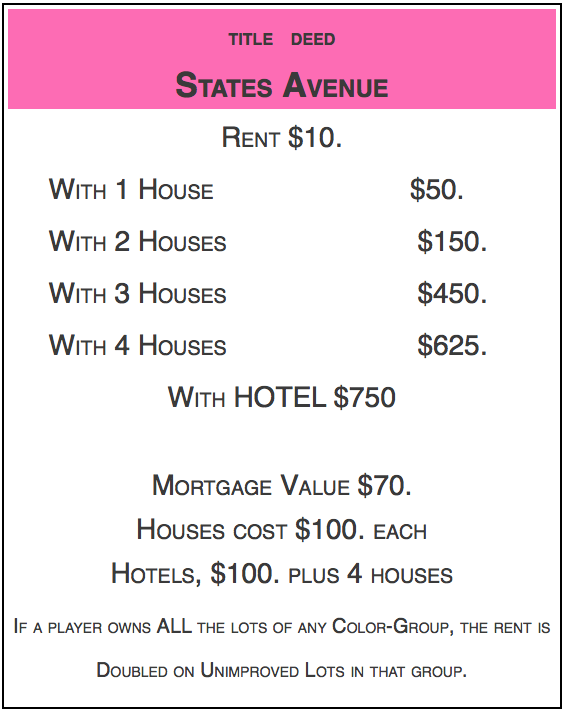 TITLE DEED
STATES AVENUE
RENT $10.
WITH 1 HOUSE $50.
WITH 2 HOUSES $150.
WITH 3 HOUSES $450.
WITH 4 HOUSES $625.
WITH HOTEL $750
MORTGAGE VALUE $70.
HOUSES COST $100. EACH
HOTELS, $100. PLUS 4 HOUSES
IF A PLAYER OWNS ALL THE LOTS OF ANY COLOR-GROUP, THE RENT IS
DOUBLED ON UNIMPROVED LOTS IN THAT GROUP.